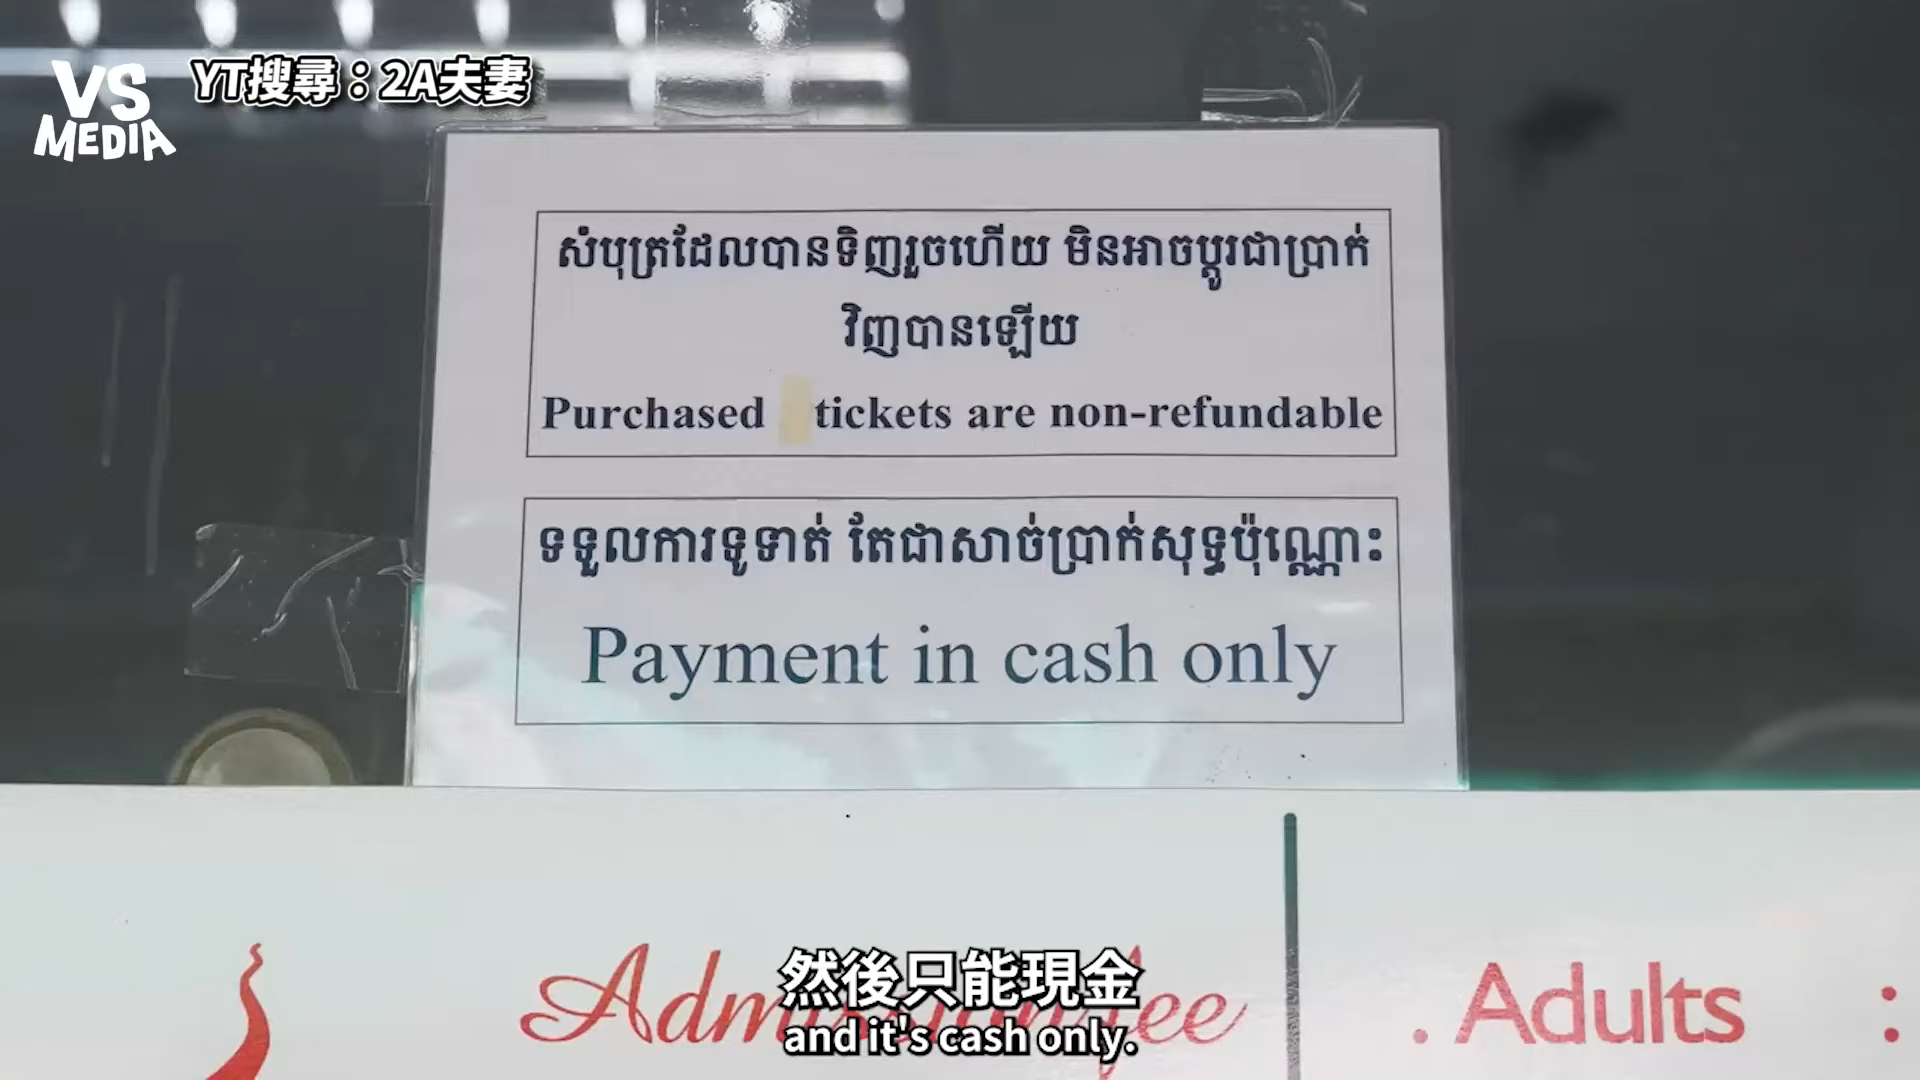 VS
MEDIA
YT搜尋：2A夫妻
សំបុត្រដែលបានទិញរួចហើយ មិនអាចប្តូរជាប្រាក់
វិញបានឡើយ
Purchased tickets are non-refundable
ទទួលការទូទាត់ តែជាសាច់ប្រាក់សុទ្ធប៉ុណ្ណោះ
Payment in cash only
Admission fee
. Adults :
然後只能現金
and it's cash only.